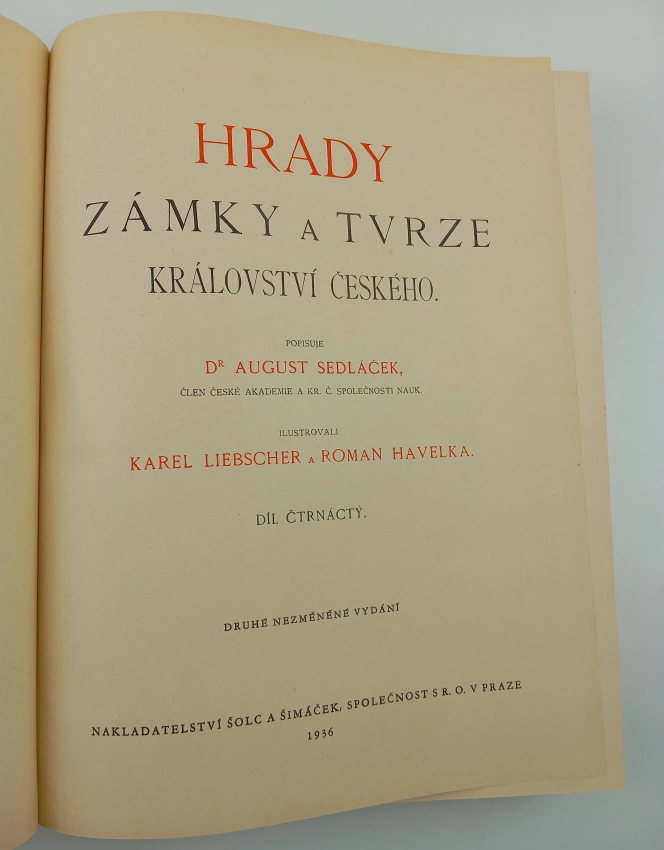 HRADY
ZÁMKY A TVRZE
KRÁLOVSTVÍ ČESKÉHO.
POPISUJE
DR AUGUST SEDLÁČEK,
ČLEN ČESKÉ AKADEMIE A KR. Č. SPOLEČNOSTI NAUK.
ILUSTROVALI
KAREL LIEBSCHER A ROMAN HAVELKA.
DÍL ČTRNÁCTÝ.
DRUHÉ NEZMĚNĚNÉ VYDÁNÍ
NAKLADATELSTVÍ ŠOLC A ŠIMÁČEK, SPOLEČNOST S R. O. V PRAZE
1936